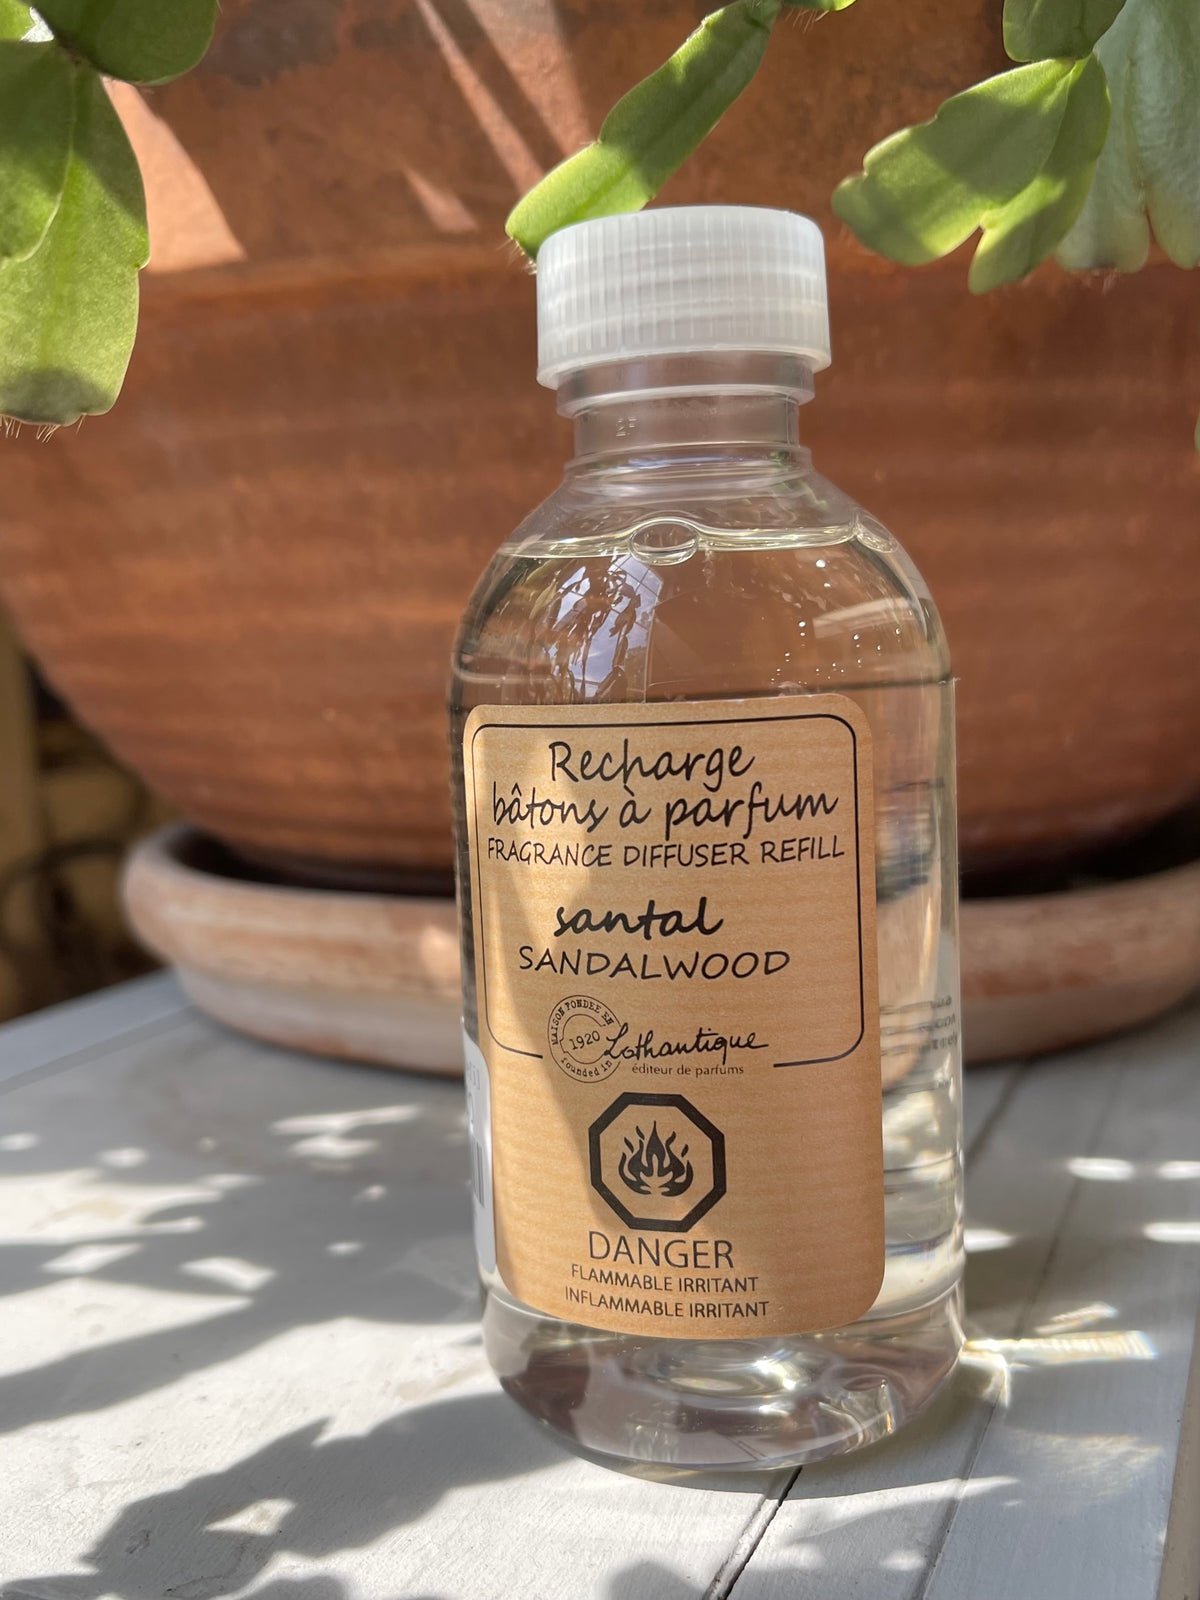 Recharge
bâtons à parfum
FRAGRANCE DIFFUSER REFILL
santal
SANDALWOOD
MAISON FONDEE EN
1920
founded in
Lothantique
éditeur de parfums
DANGER
FLAMMABLE IRRITANT
INFLAMMABLE IRRITANT